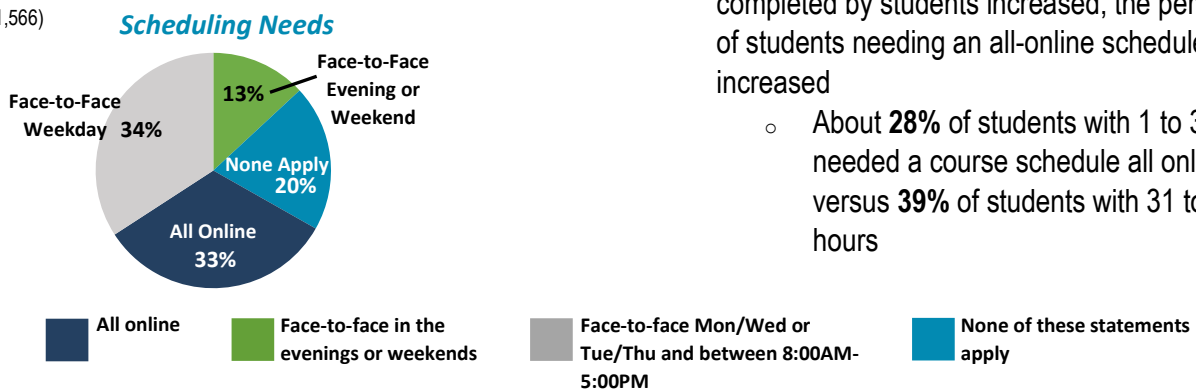 1,566)
Scheduling Needs
Face-to-Face
Evening or
Weekend
13%
Face-to-Face
Weekday 34%
None Apply
20%
All Online
33%
completed by students increased, the
of students needing an all-online schedule
increased
○ About 28% of students with 1 to
needed a course schedule all
versus 39% of students with 31
hours
All online
Face-to-face in the
evenings or weekends
Face-to-face Mon/Wed or
Tue/Thu and between 8:00AM-
5:00PM
None of these statements
apply